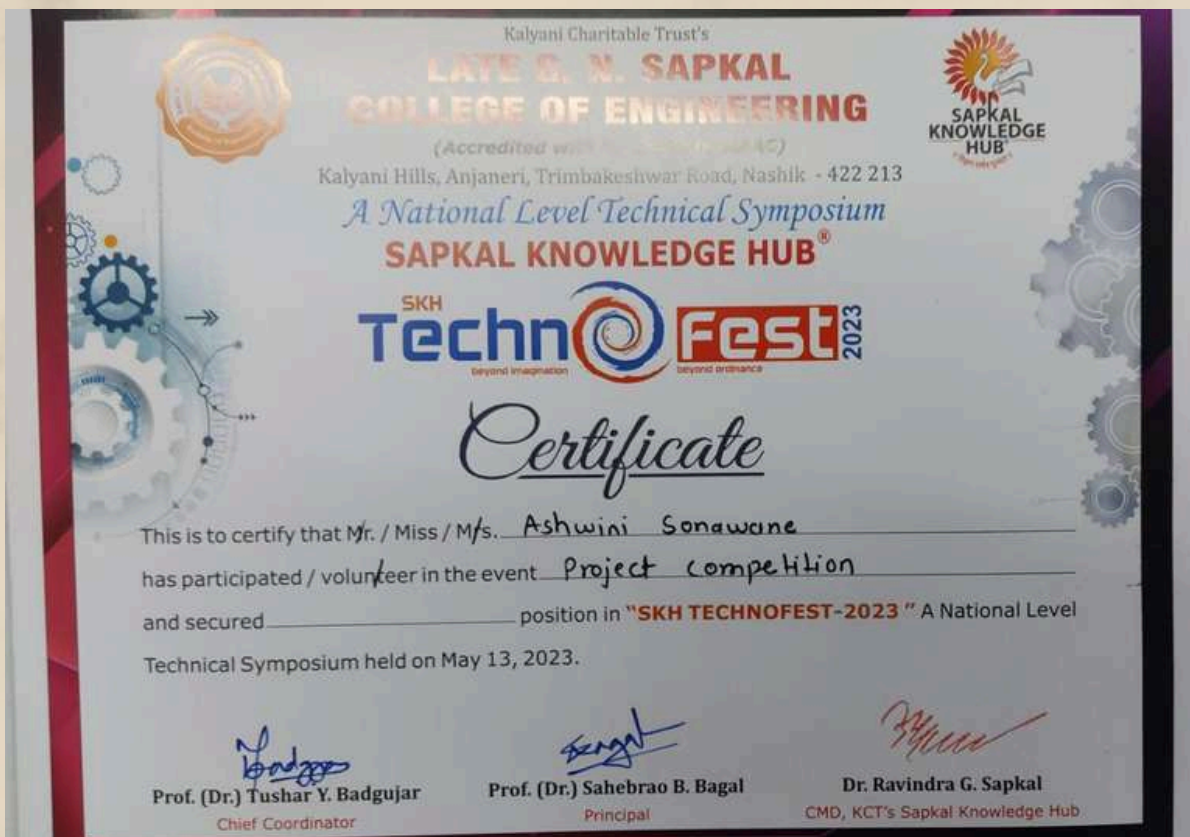 Kalyani Charitable Trust's
LATE G. N. SAPKAL
COLLEGE OF ENGINEERING
(Accredited
Kalyani Hills, Anjaneri, Trimbakeshwar Road, Nashik - 422 213
SAPKAL
KNOWLEDGE
HUB
A National Level Technical Symposium
SAPKAL KNOWLEDGE HUB®
SKH
Techno Fest 2023
beyond imagination beyond ordinance
Certificate
This is to certify that Mr. / Miss / M/s. Ashwini Sonawane
has participated / volunteer in the event Project competition
and secured position in "SKH TECHNOFEST-2023 " A National Level
Technical Symposium held on May 13, 2023.
Prof. (Dr.) Tushar Y. Badgujar Prof. (Dr.) Sahebrao B. Bagal Dr. Ravindra G. Sapkal
Chief Coordinator Principal CMD, KCT's Sapkal Knowledge Hub